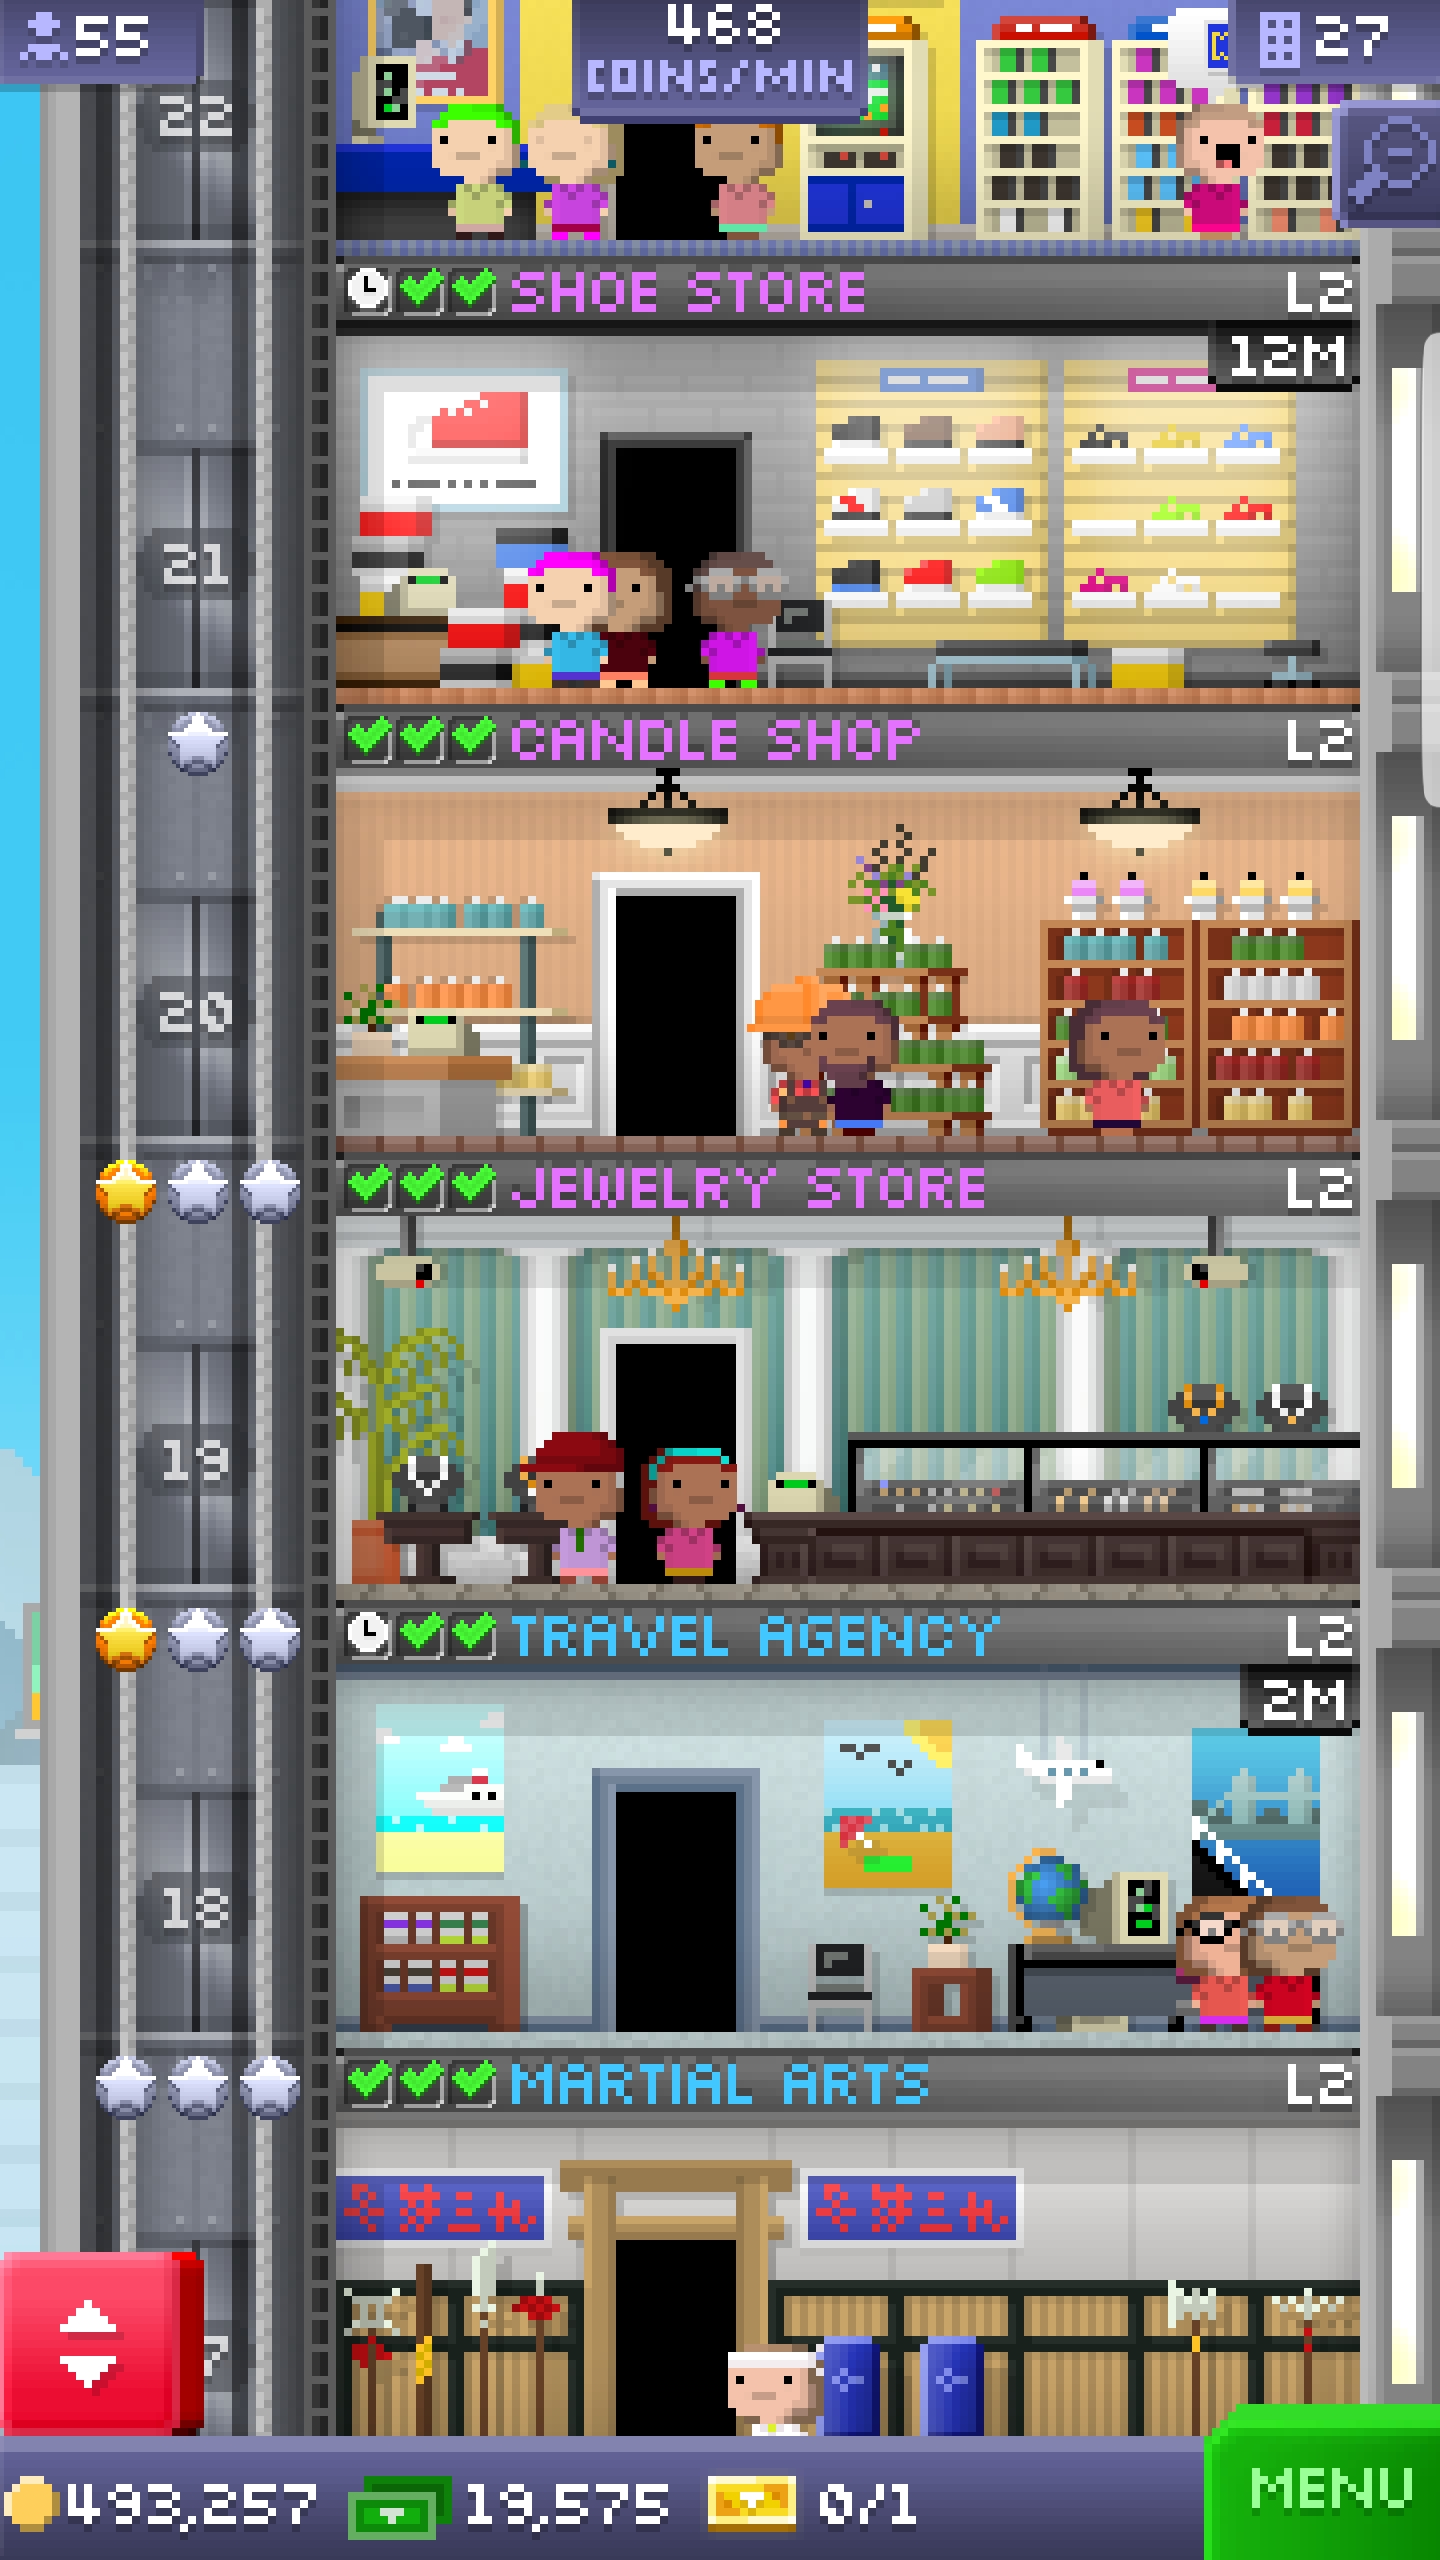 55
468
COINS/MIN
27
22
SHOE STORE L2
12M
21
CANDLE SHOP L2
20
JEWELRY STORE L2
19
TRAVEL AGENCY L2
2M
18
MARTIAL ARTS L2
7
493,257 19,575 0/1 MENU